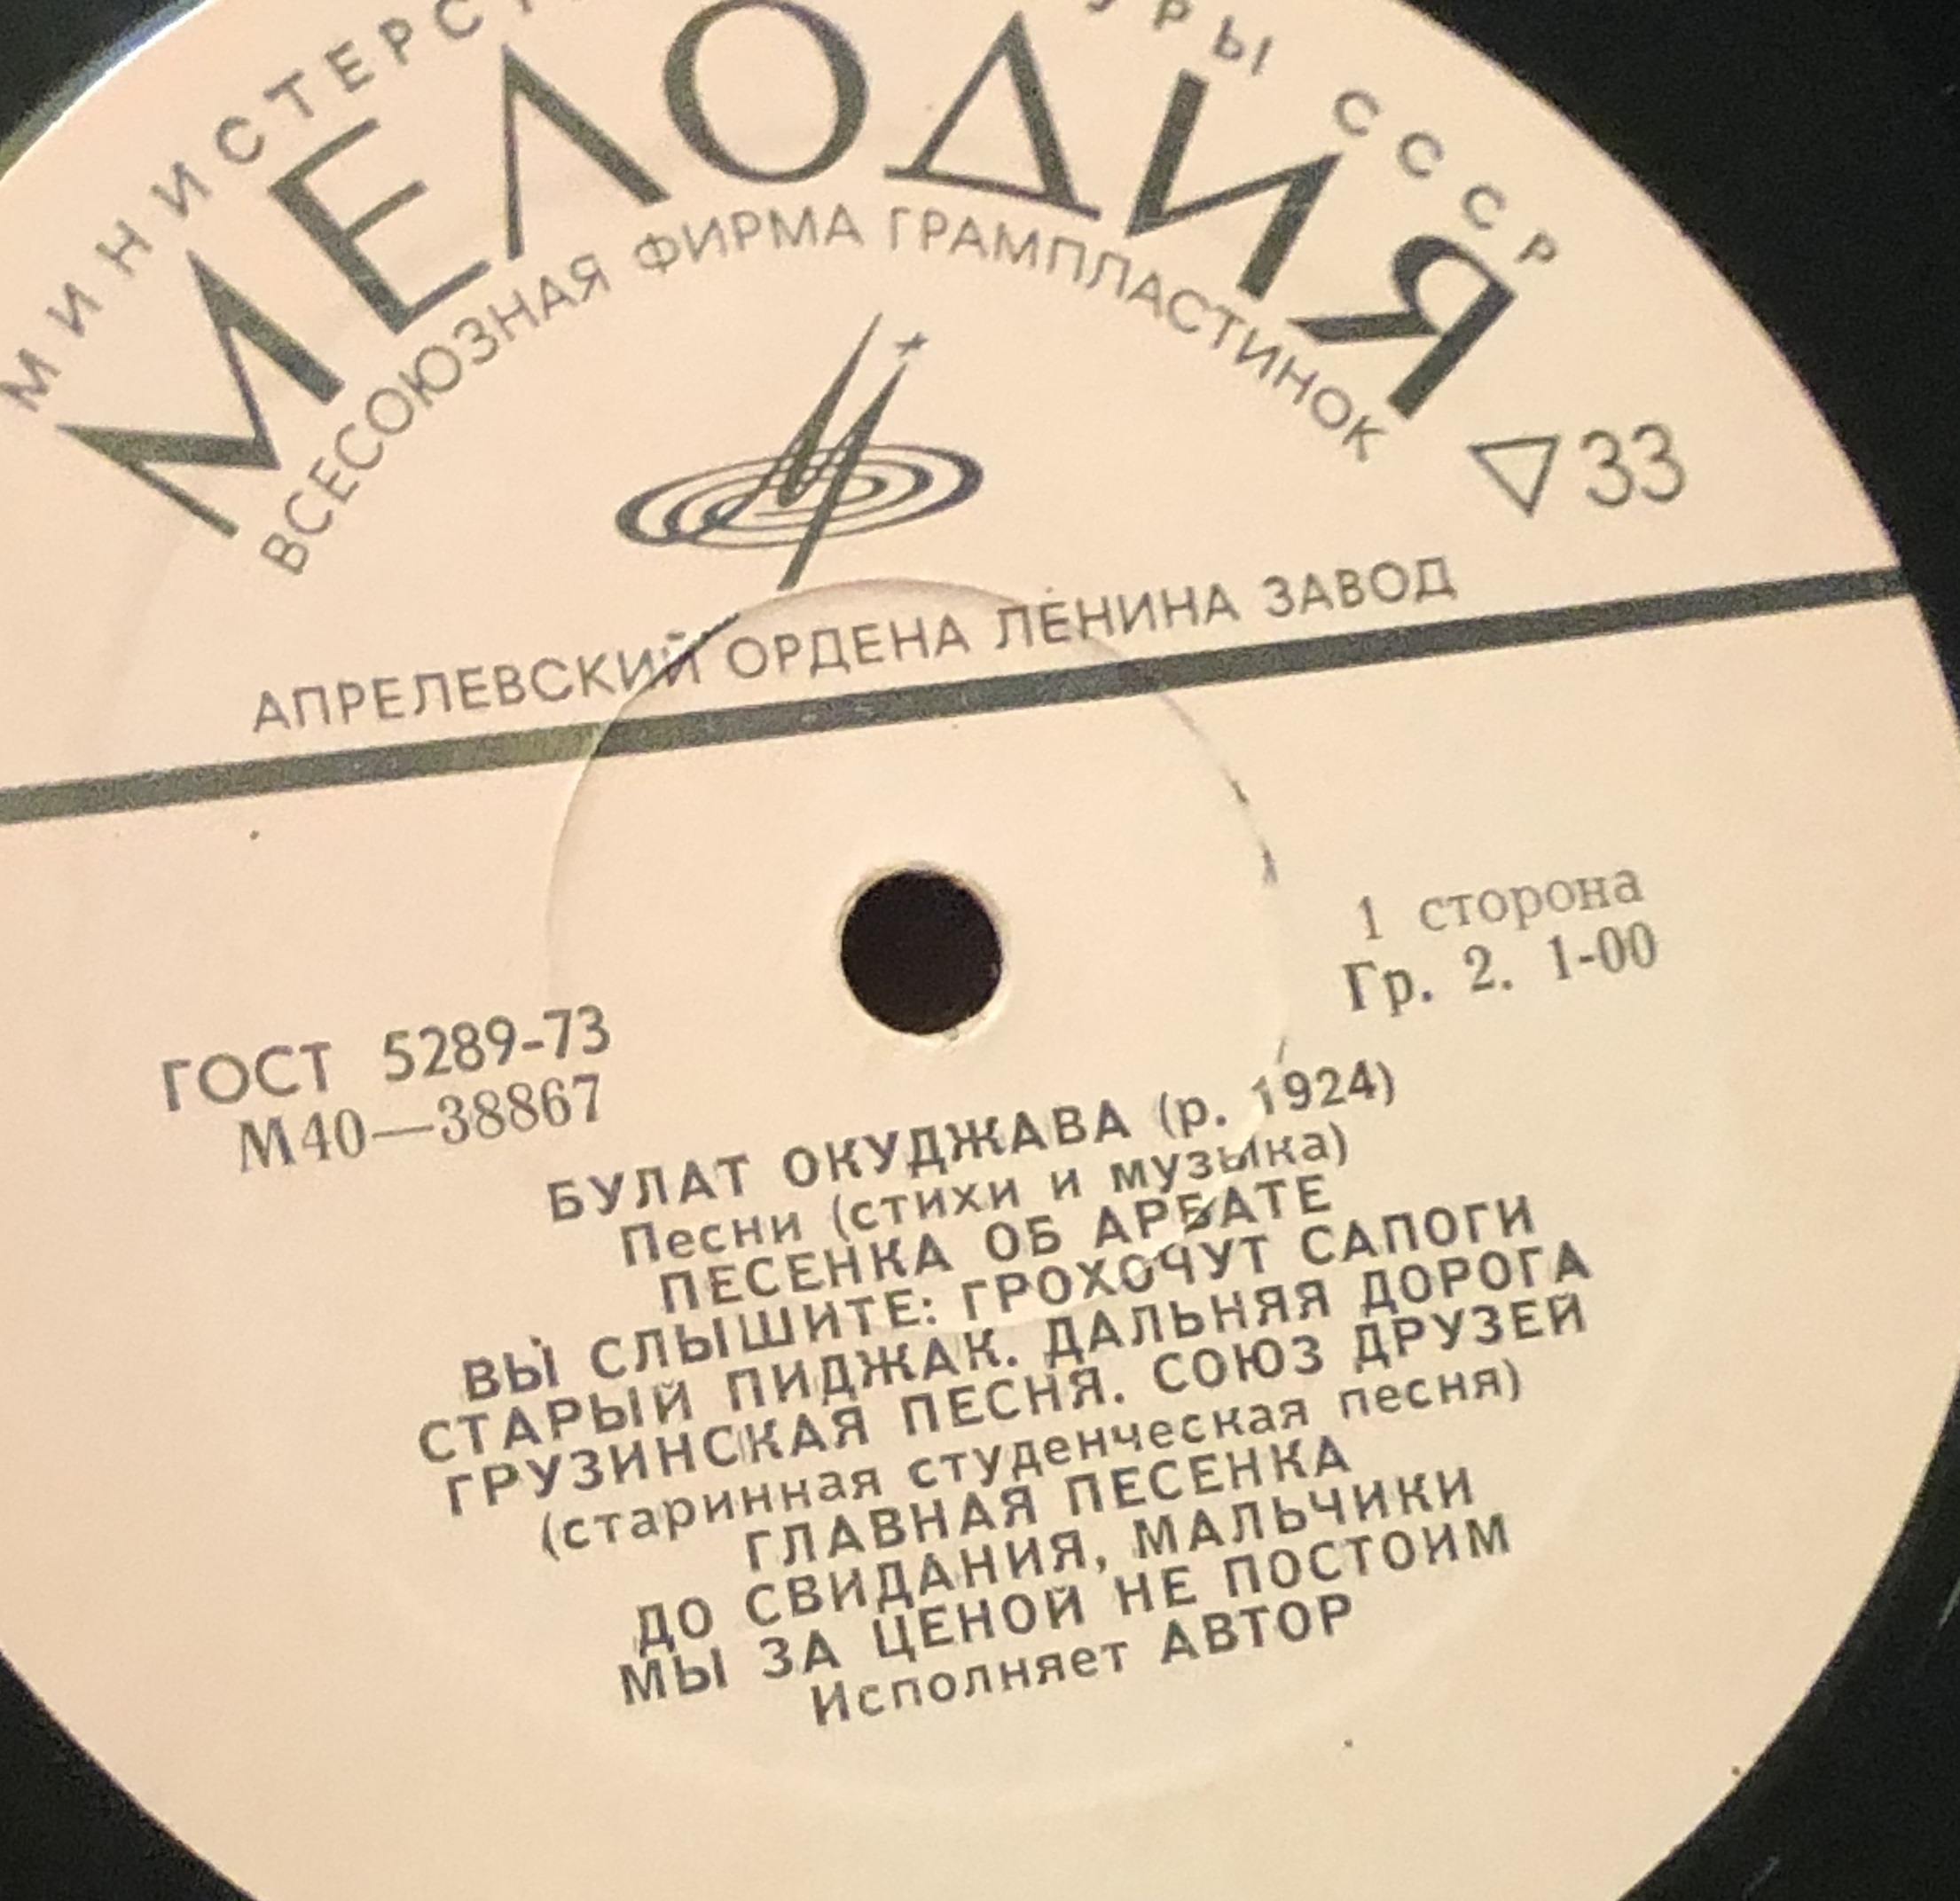 МЕЛОДИЯ
СССР
ВСЕСОЮЗНАЯ ФИРМА ГРАМПЛАСТИНОК
33
АПРЕЛЕВСКИЙ ОРДЕНА ЛЕНИНА ЗАВОД
1 сторона
Гр. 2. 1-00
ГОСТ 5289-73
М40—38867
БУЛАТ ОКУДЖАВА (р. 1924)
Песни (стихи и музыка)
ПЕСЕНКА ОБ АРБАТЕ
ВЫ СЛЫШИТЕ: ГРОХОЧУТ САПОГИ
СТАРЫЙ ПИДЖАК. ДАЛЬНЯЯ ДОРОГА
ГРУЗИНСКАЯ ПЕСНЯ. СОЮЗ ДРУЗЕЙ
(старинная студенческая песня)
ГЛАВНАЯ ПЕСЕНКА
ДО СВИДАНИЯ, МАЛЬЧИКИ
МЫ ЗА ЦЕНОЙ НЕ ПОСТОИМ
Исполняет АВТОР